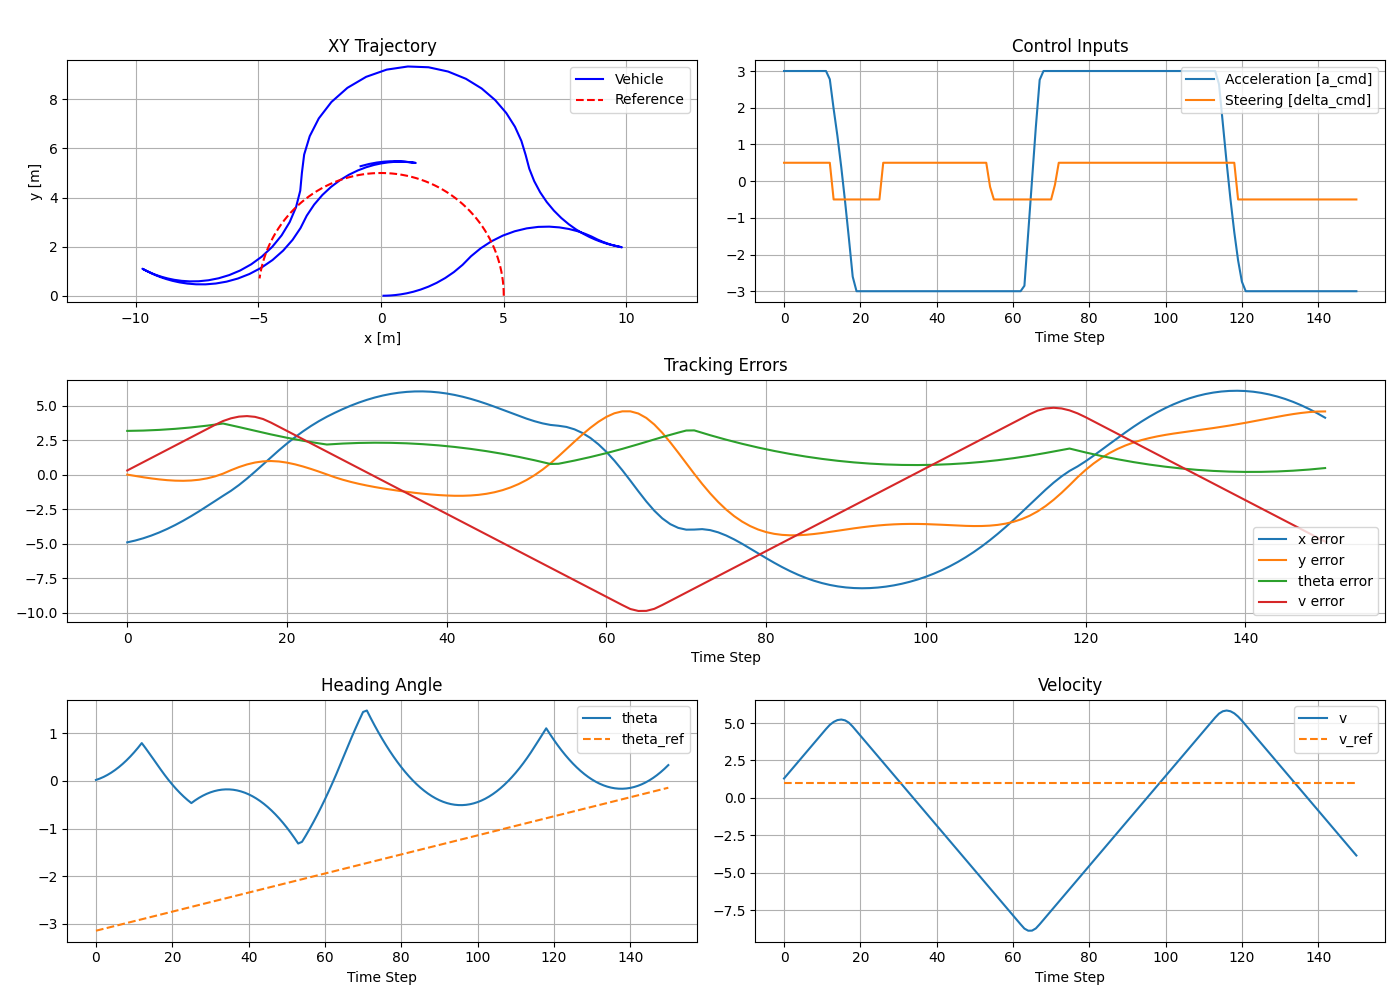 XY Trajectory
y [m]
8
6
4
2
0
Vehicle
Reference
−10
−5
0
5
10
x [m]
Control Inputs
3
2
1
0
−1
−2
−3
Acceleration [a_cmd]
Steering [delta_cmd]
0
20
40
60
80
100
120
140
Time Step
Tracking Errors
5.0
2.5
0.0
−2.5
−5.0
−7.5
−10.0
x error
y error
theta error
v error
0
20
40
60
80
100
120
140
Time Step
Heading Angle
1
0
−1
−2
−3
theta
theta_ref
0
20
40
60
80
100
120
140
Time Step
Velocity
5.0
2.5
0.0
−2.5
−5.0
−7.5
v
v_ref
0
20
40
60
80
100
120
140
Time Step